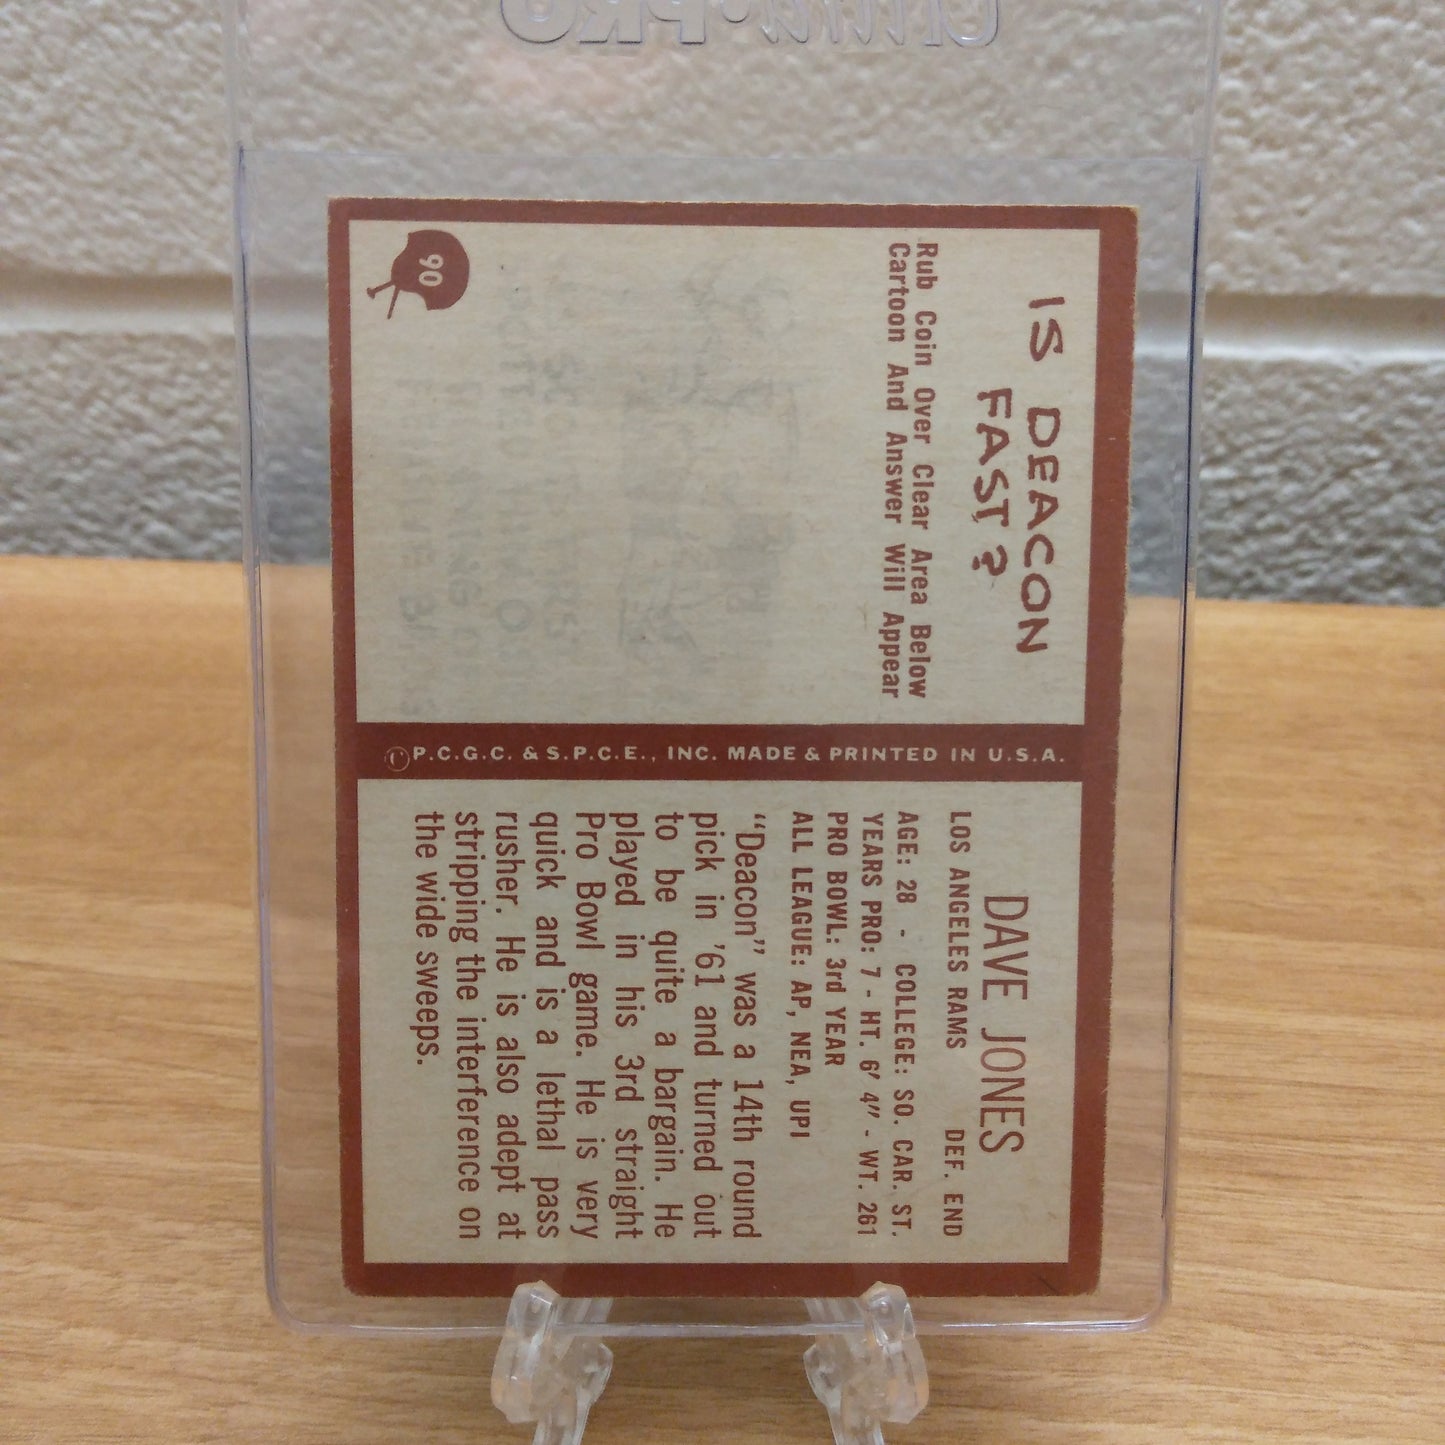 ULTRA•PRO
IS DEACON
FAST?
Rub Coin Over Clear Area Below
Cartoon And Answer Will Appear
90
© P.C.G.C. & S.P.C.E., INC. MADE & PRINTED IN U.S.A.
DAVE JONES
LOS ANGELES RAMS DEF. END
AGE: 28 - COLLEGE: SO. CAR. ST.
YEARS PRO: 7 - HT. 6' 4" - WT. 261
PRO BOWL: 3rd YEAR
ALL LEAGUE: AP, NEA, UPI
"Deacon" was a 14th round
pick in '61 and turned out
to be quite a bargain. He
played in his 3rd straight
Pro Bowl game. He is very
quick and is a lethal pass
rusher. He is also adept at
stripping the interference on
the wide sweeps.